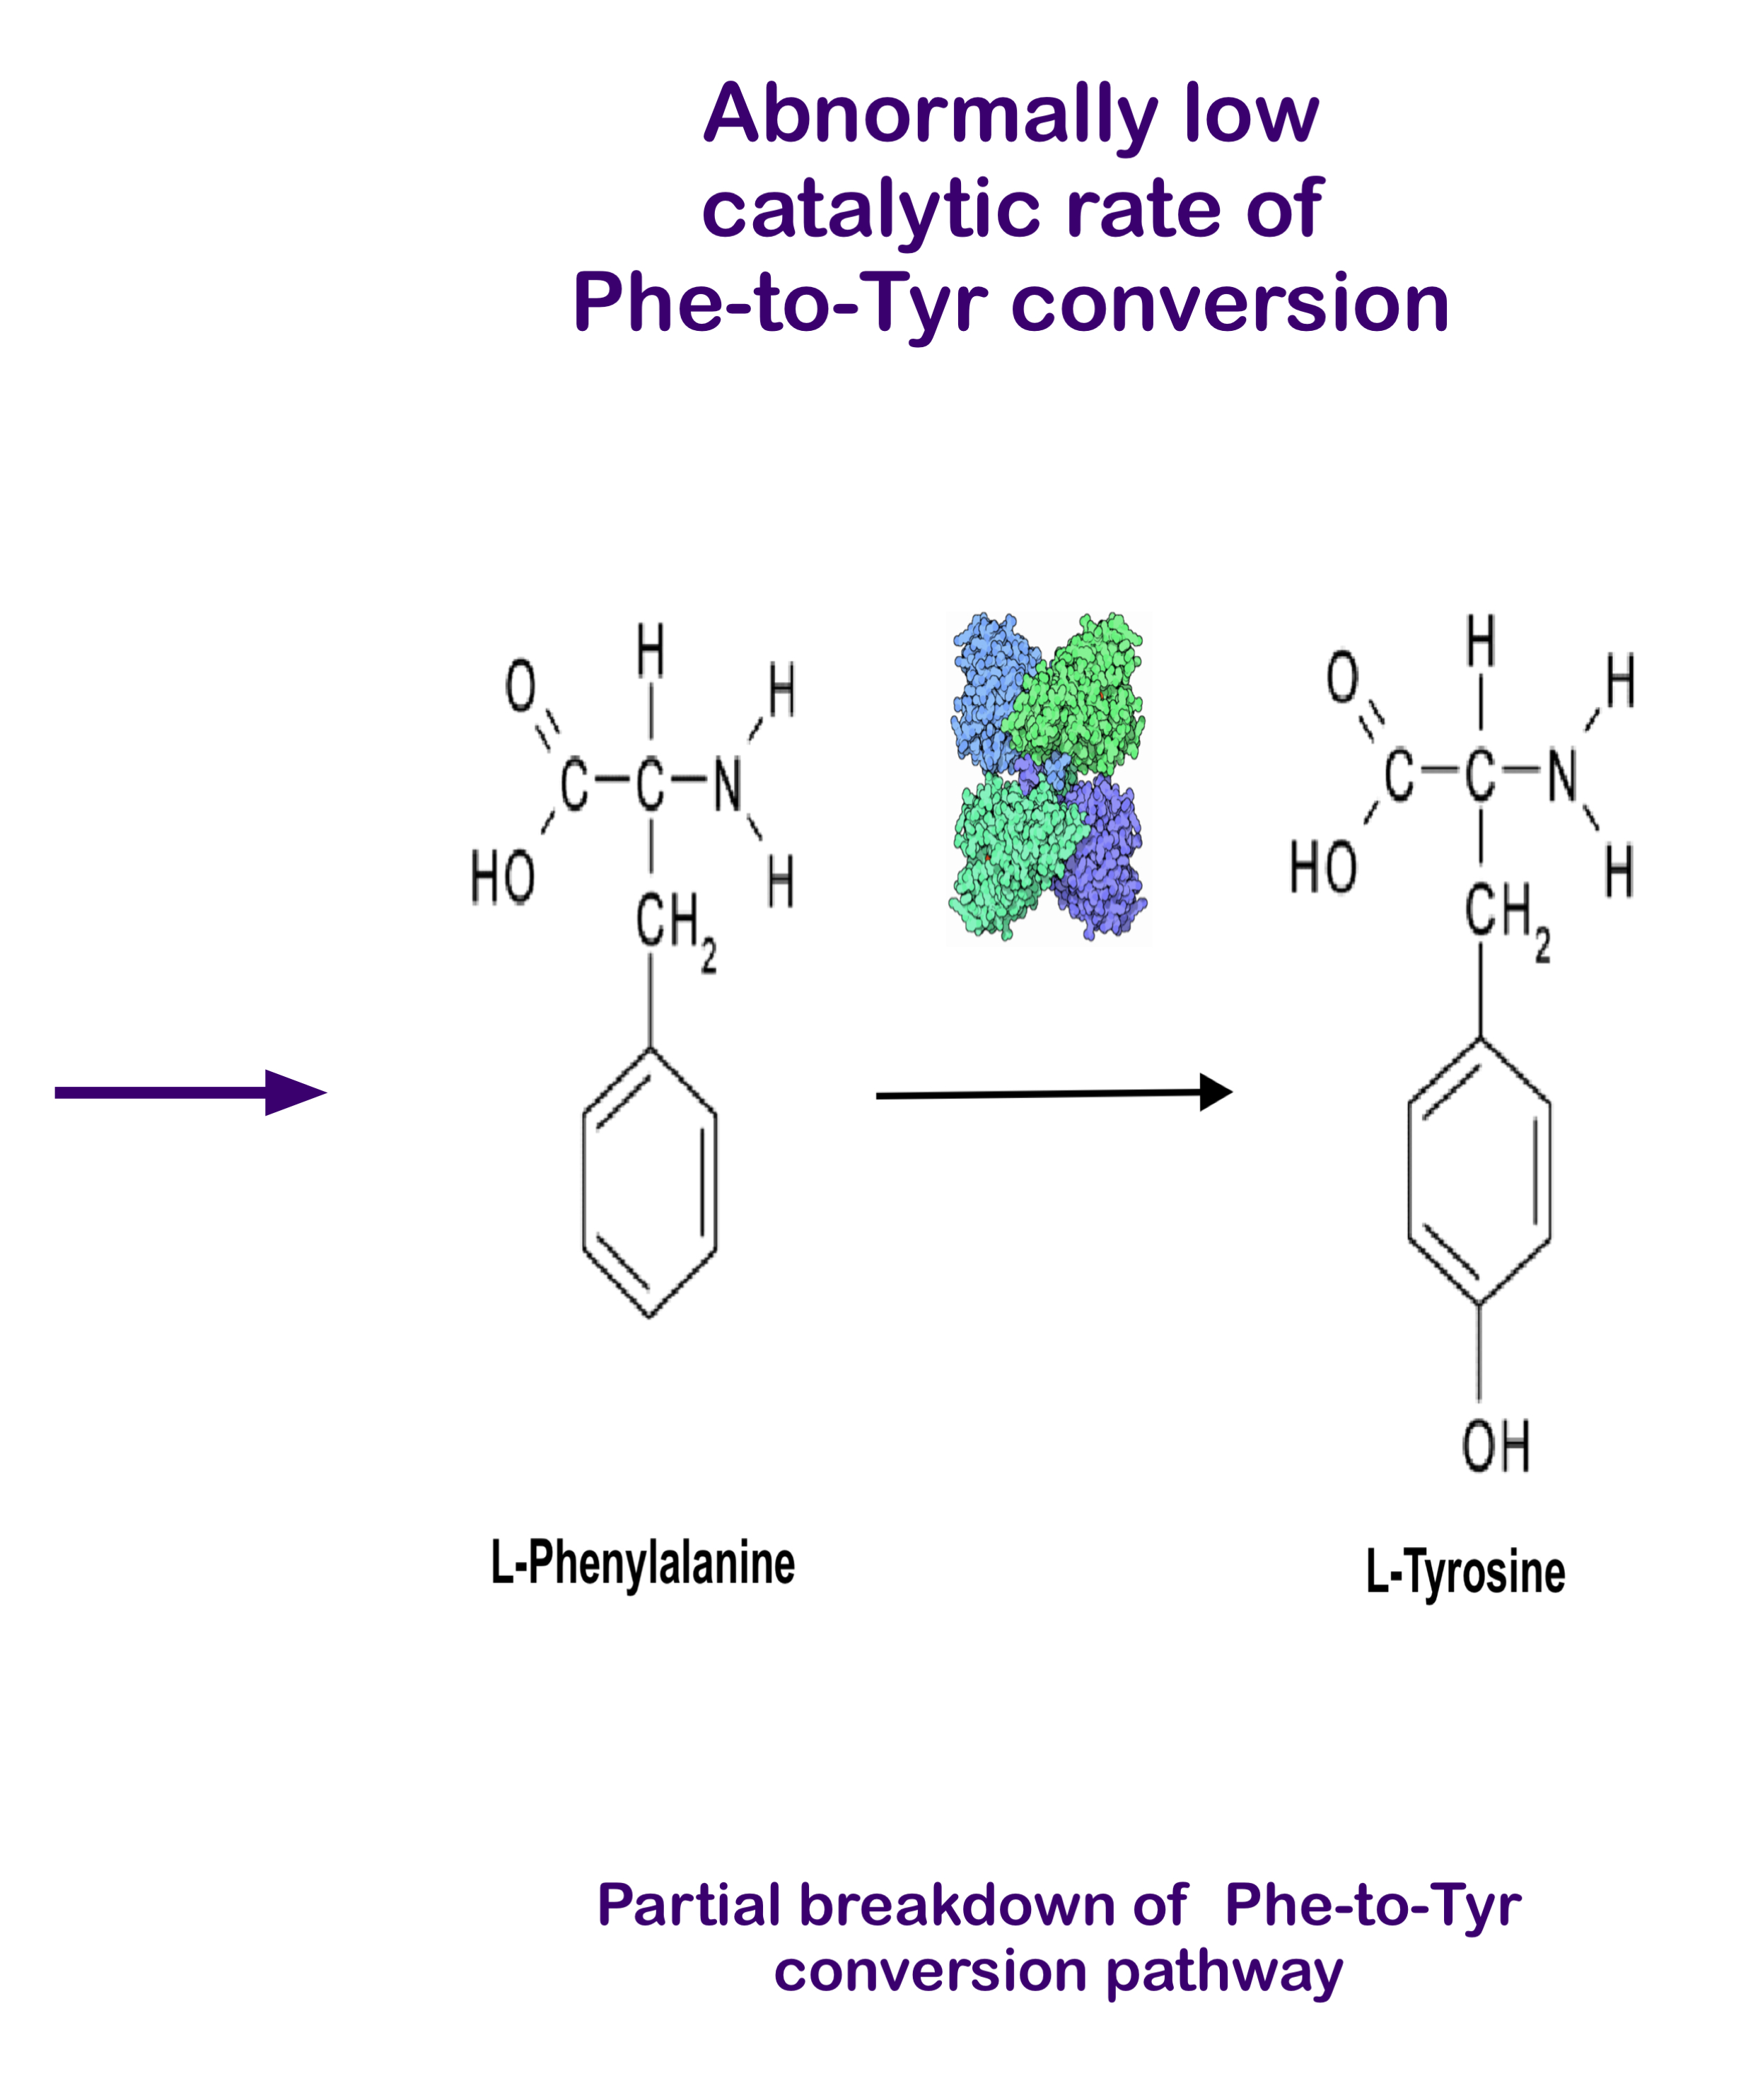 Abnormally low
catalytic rate of
Phe-to-Tyr conversion
H
O
H
C C N
HO
H
CH2
H
O
H
C C N
HO
H
CH2
OH
L-Phenylalanine
L-Tyrosine
Partial breakdown of Phe-to-Tyr
conversion pathway